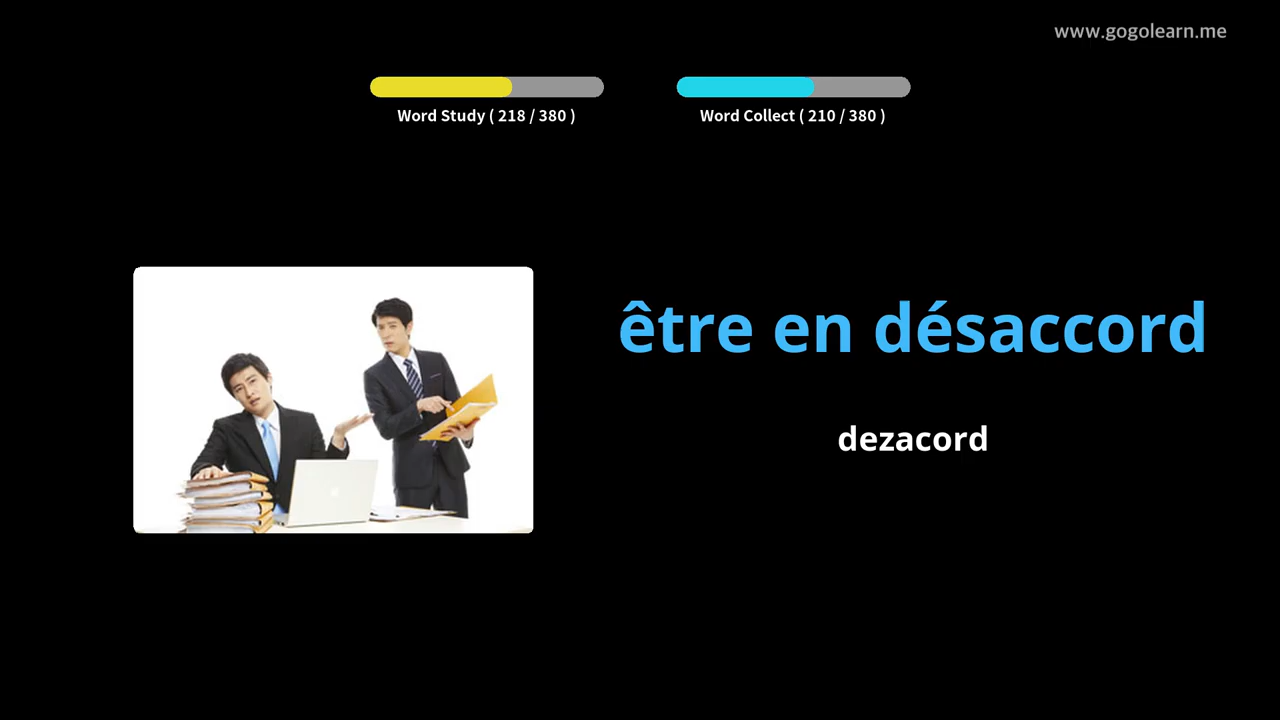 www.gogolearn.me
Word Study ( 218 / 380 )
Word Collect ( 210 / 380 )
être en désaccord
dezacord